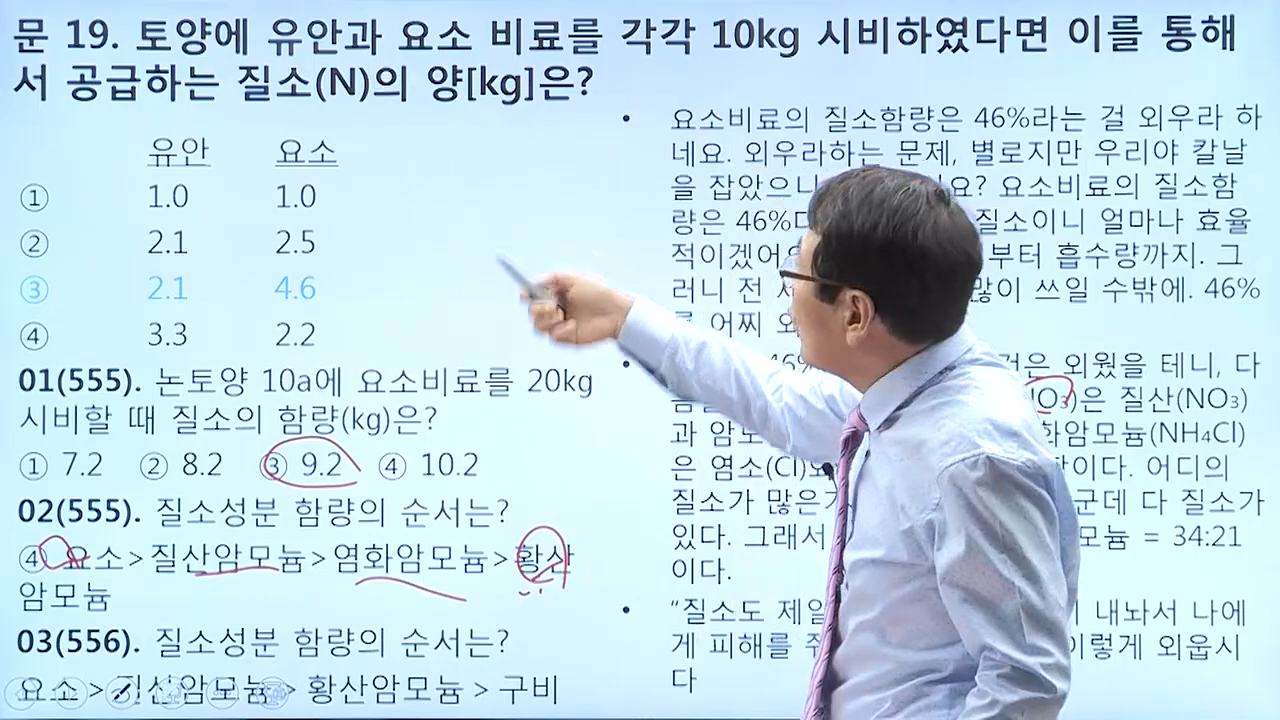 문 19. 토양에 유안과 요소 비료를 각각 10kg 시비하였다면 이를 통해
서 공급하는 질소(N)의 양[kg]은?
유안 요소
① 1.0 1.0
② 2.1 2.5
③ 2.1 4.6
④ 3.3 2.2
01(555). 논토양 10a에 요소비료를 20kg
시비할 때 질소의 함량(kg)은?
① 7.2 ② 8.2 ③ 9.2 ④ 10.2
02(555). 질소성분 함량의 순서는?
④ 요소>질산암모늄>염화암모늄>황산
암모늄
03(556). 질소성분 함량의 순서는?
요소 > 질산암모늄 > 황산암모늄 > 구비
• 요소비료의 질소함량은 46%라는 걸 외우라 하
네요. 외우라하는 문제, 별로지만 우리야 칼날
을 잡았으니 요? 요소비료의 질소함
량은 46% 질소이니 얼마나 효율
적이겠어 부터 흡수량까지. 그
러니 전 많이 쓰일 수밖에. 46%
를 어찌
• 46% 외웠을 테니, 다
O₃)은 질산(NO₃)
과 암모 화암모늄(NH₄Cl)
은 염소(Cl)와 이다. 어디의
질소가 많은 군데 다 질소가
있다. 그래서 모늄 = 34:21
이다.
• "질소도 제일 내놔서 나에
게 피해를 이렇게 외웁시
다